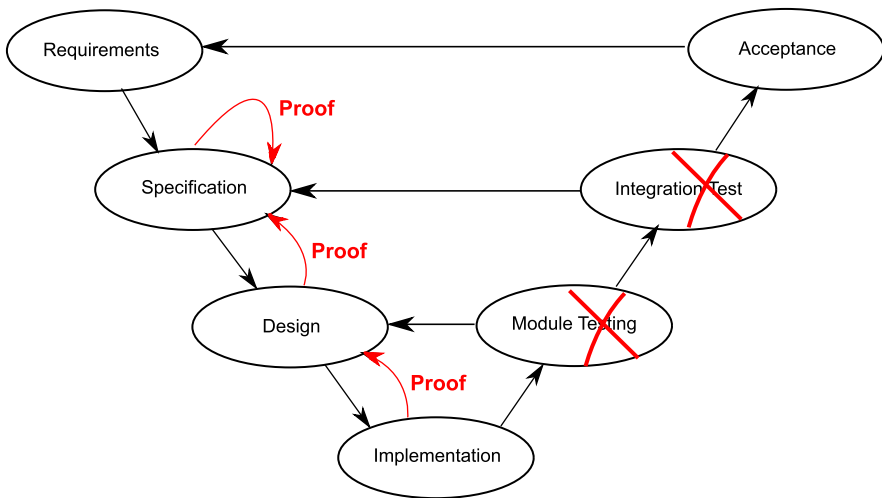 Requirements
Acceptance
Proof
Specification
Integration Test
Proof
Design
Module Testing
Proof
Implementation